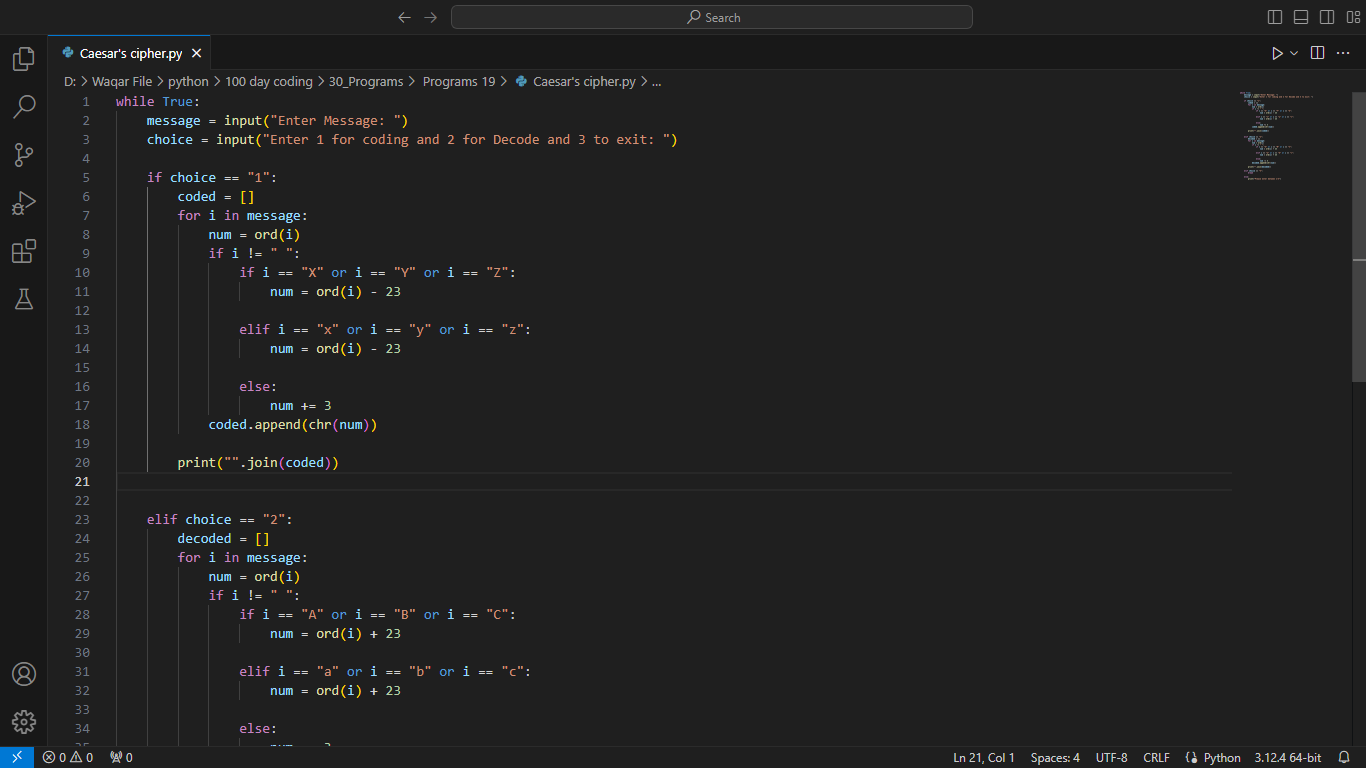 Search
Caesar's cipher.py
D: > Waqar File > python > 100 day coding > 30_Programs > Programs 19 > Caesar's cipher.py > ...
1 while True:
2     message = input("Enter Message: ")
3     choice = input("Enter 1 for coding and 2 for Decode and 3 to exit: ")
4
5     if choice == "1":
6         coded = []
7         for i in message:
8             num = ord(i)
9             if i != " ":
10                 if i == "X" or i == "Y" or i == "Z":
11                     num = ord(i) - 23
12
13                 elif i == "x" or i == "y" or i == "z":
14                     num = ord(i) - 23
15
16                 else:
17                     num += 3
18             coded.append(chr(num))
19
20         print("".join(coded))
21
22
23     elif choice == "2":
24         decoded = []
25         for i in message:
26             num = ord(i)
27             if i != " ":
28                 if i == "A" or i == "B" or i == "C":
29                     num = ord(i) + 23
30
31                 elif i == "a" or i == "b" or i == "c":
32                     num = ord(i) + 23
33
34                 else:
0 0 0 Ln 21, Col 1 Spaces: 4 UTF-8 CRLF Python 3.12.4 64-bit